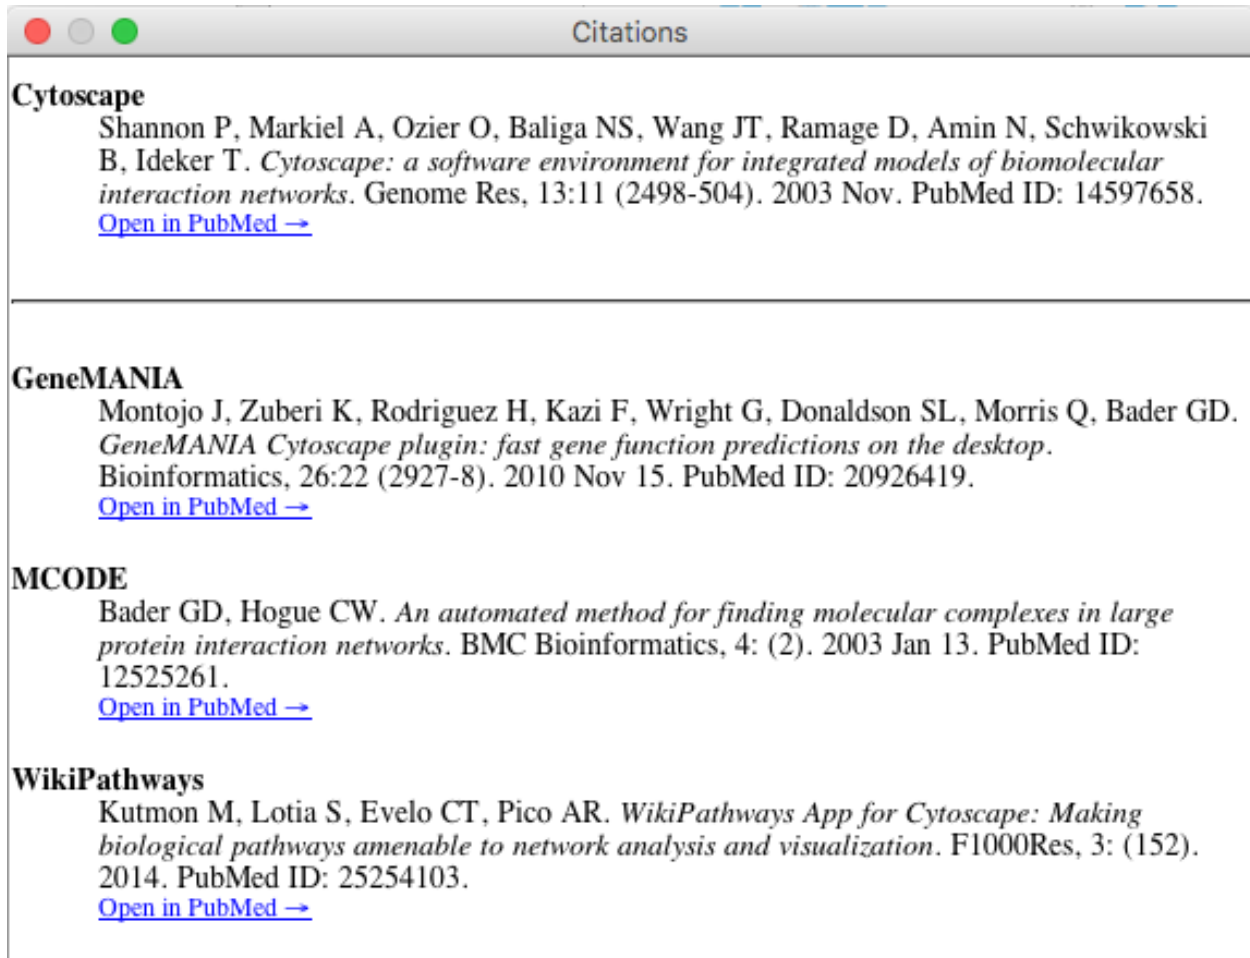 Citations
Cytoscape
Shannon P, Markiel A, Ozier O, Baliga NS, Wang JT, Ramage D, Amin N, Schwikowski
B, Ideker T. Cytoscape: a software environment for integrated models of biomolecular
interaction networks. Genome Res, 13:11 (2498-504). 2003 Nov. PubMed ID: 14597658.
Open in PubMed →
GeneMANIA
Montojo J, Zuberi K, Rodriguez H, Kazi F, Wright G, Donaldson SL, Morris Q, Bader GD.
GeneMANIA Cytoscape plugin: fast gene function predictions on the desktop.
Bioinformatics, 26:22 (2927-8). 2010 Nov 15. PubMed ID: 20926419.
Open in PubMed →
MCODE
Bader GD, Hogue CW. An automated method for finding molecular complexes in large
protein interaction networks. BMC Bioinformatics, 4: (2). 2003 Jan 13. PubMed ID:
12525261.
Open in PubMed →
WikiPathways
Kutmon M, Lotia S, Evelo CT, Pico AR. WikiPathways App for Cytoscape: Making
biological pathways amenable to network analysis and visualization. F1000Res, 3: (152).
2014. PubMed ID: 25254103.
Open in PubMed →